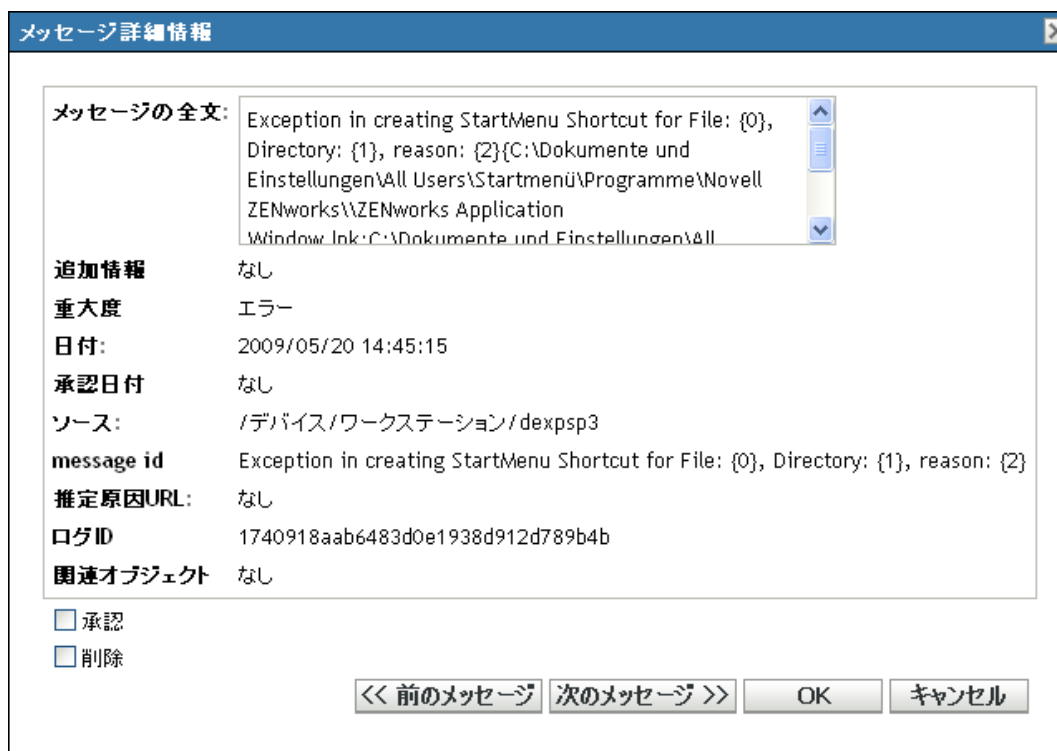 メッセージ詳細情報
メッセージの全文:
Exception in creating StartMenu Shortcut for File: {0},
Directory: {1}, reason: {2}{C:\Dokumente und
Einstellungen\All Users\Startmenü\Programme\Novell
ZENworks\\ZENworks Application
Window.lnk;C:\Dokumente und Einstellungen\All
追加情報 なし
重大度 エラー
日付: 2009/05/20 14:45:15
承認日付 なし
ソース: /デバイス/ワークステーション/dexpsp3
message id Exception in creating StartMenu Shortcut for File: {0}, Directory: {1}, reason: {2}
推定原因URL: なし
ログID 1740918aab6483d0e1938d912d789b4b
関連オブジェクト なし
承認
削除
<< 前のメッセージ 次のメッセージ >> OK キャンセル